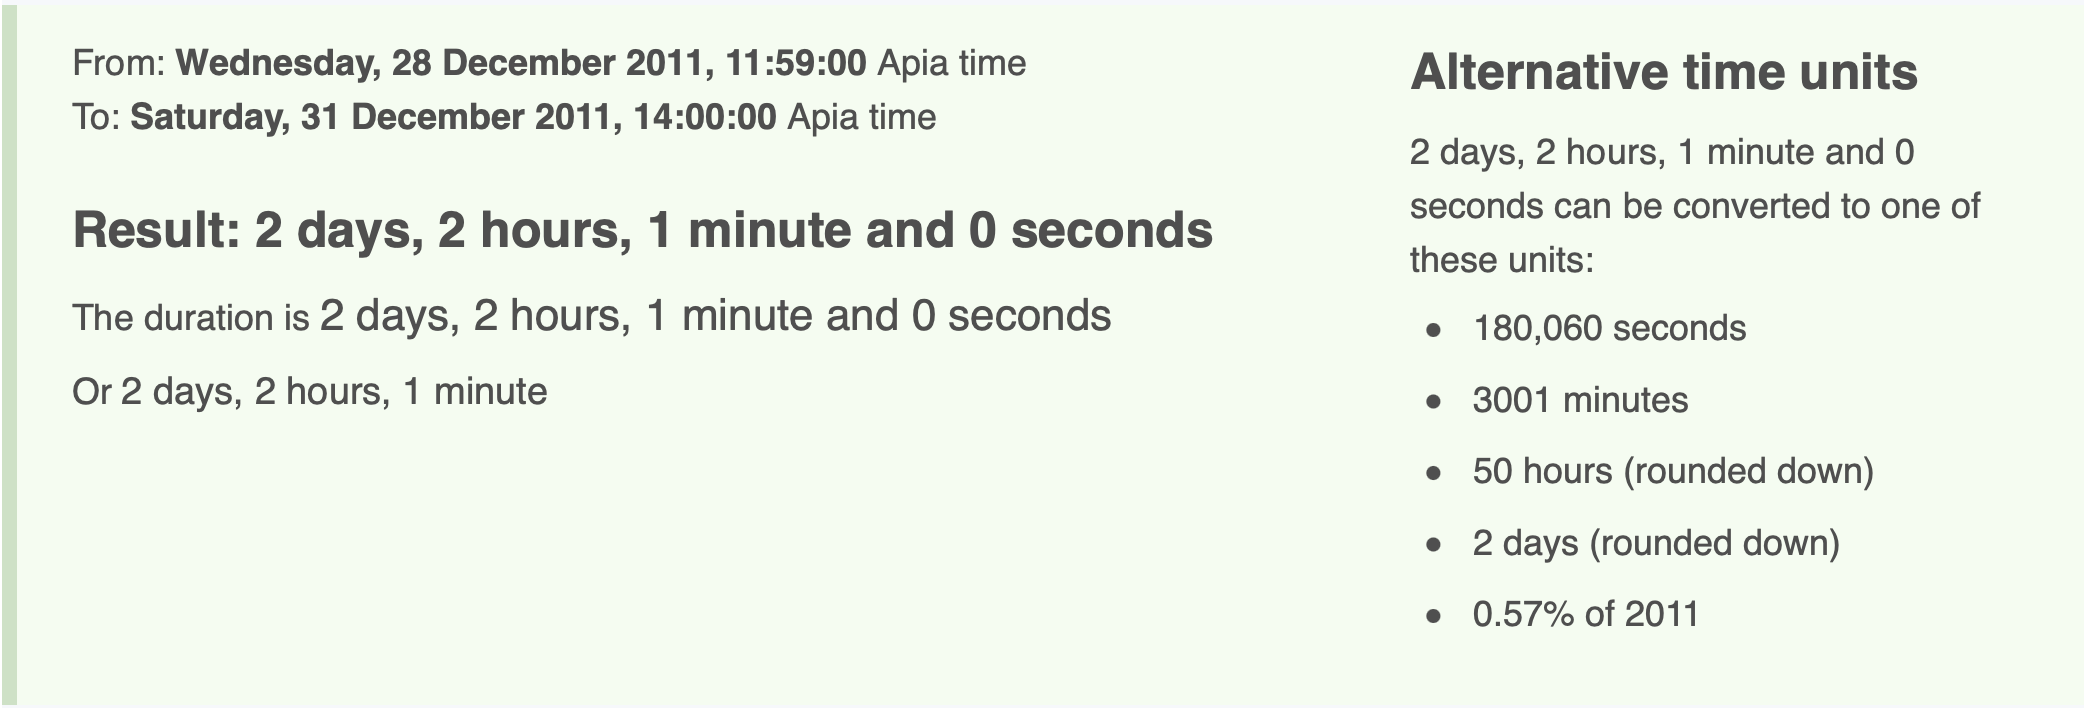 From: Wednesday, 28 December 2011, 11:59:00 Apia time
To: Saturday, 31 December 2011, 14:00:00 Apia time
Result: 2 days, 2 hours, 1 minute and 0 seconds
The duration is 2 days, 2 hours, 1 minute and 0 seconds
Or 2 days, 2 hours, 1 minute
Alternative time units
2 days, 2 hours, 1 minute and 0
seconds can be converted to one of
these units:
• 180,060 seconds
• 3001 minutes
• 50 hours (rounded down)
• 2 days (rounded down)
• 0.57% of 2011